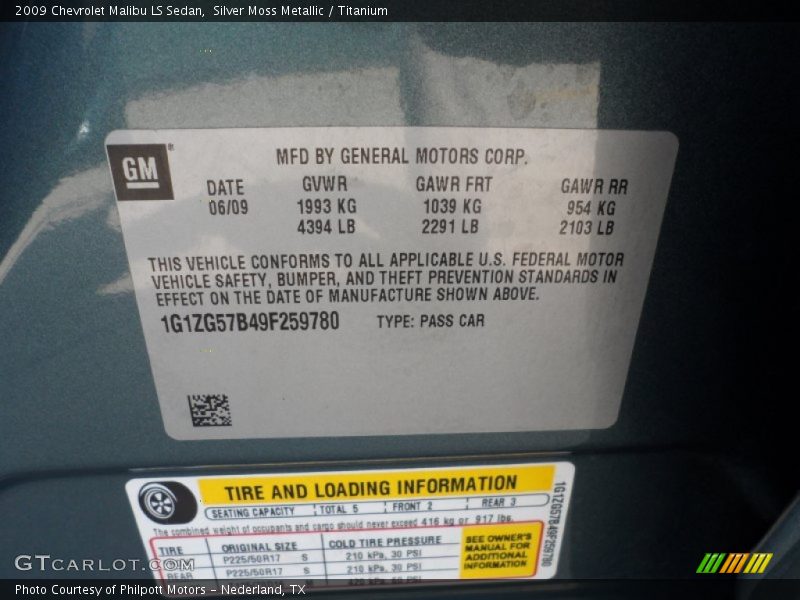 2009 Chevrolet Malibu LS Sedan,  Silver Moss Metallic / Titanium
GM®
MFD BY GENERAL MOTORS CORP.
DATE GVWR GAWR FRT GAWR RR
06/09 1993 KG 1039 KG 954 KG
4394 LB 2291 LB 2103 LB
THIS VEHICLE CONFORMS TO ALL APPLICABLE U.S. FEDERAL MOTOR
VEHICLE SAFETY, BUMPER, AND THEFT PREVENTION STANDARDS IN
EFFECT ON THE DATE OF MANUFACTURE SHOWN ABOVE.
1G1ZG57B49F259780 TYPE: PASS CAR
TIRE AND LOADING INFORMATION
SEATING CAPACITY TOTAL 5 FRONT 2 REAR 3
The combined weight of occupants and cargo should never exceed 416 kg or 917 lbs.
TIRE ORIGINAL SIZE COLD TIRE PRESSURE
P225/50R17 S 210 kPa, 30 PSI
REAR P225/50R17 S 210 kPa, 30 PSI
420 kPa, 60 PSI
SEE OWNER'S
MANUAL FOR
ADDITIONAL
INFORMATION
1G1ZG57B49F259780
GTCarLot.com
Photo Courtesy of Philpott Motors - Nederland, TX